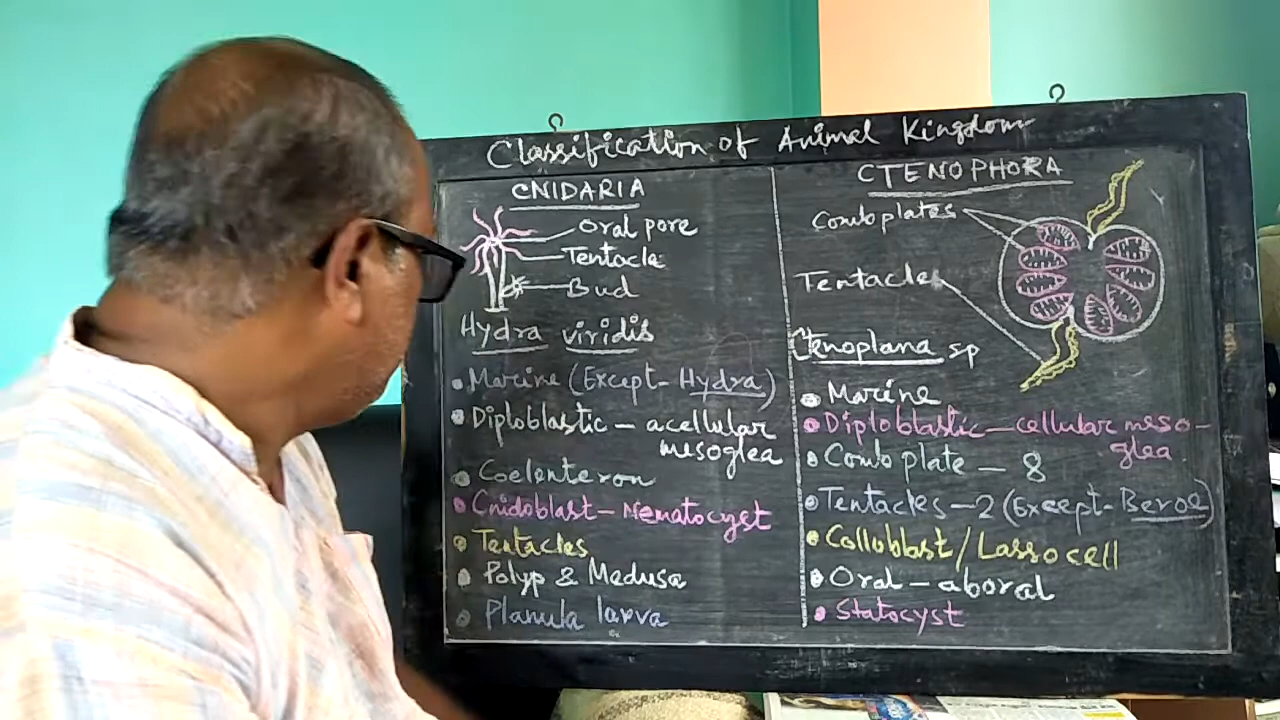 Classification of Animal Kingdom
CNIDARIA
Oral pore
Tentacle
Bud
Hydra viridis
Marine (Except - Hydra)
Diploblastic - acellular
mesoglea
Coelenteron
Cnidoblast - Nematocyst
Tentacles
Polyp & Medusa
Planula larva
CTENOPHORA
Comb plates
Tentacles
Ctenoplana sp
Marine
Diploblastic - cellular meso-
glea
Comb plate - 8
Tentacles - 2 (Except - Beroe)
Colloblast / Lasso cell
Oral - aboral
Statocyst